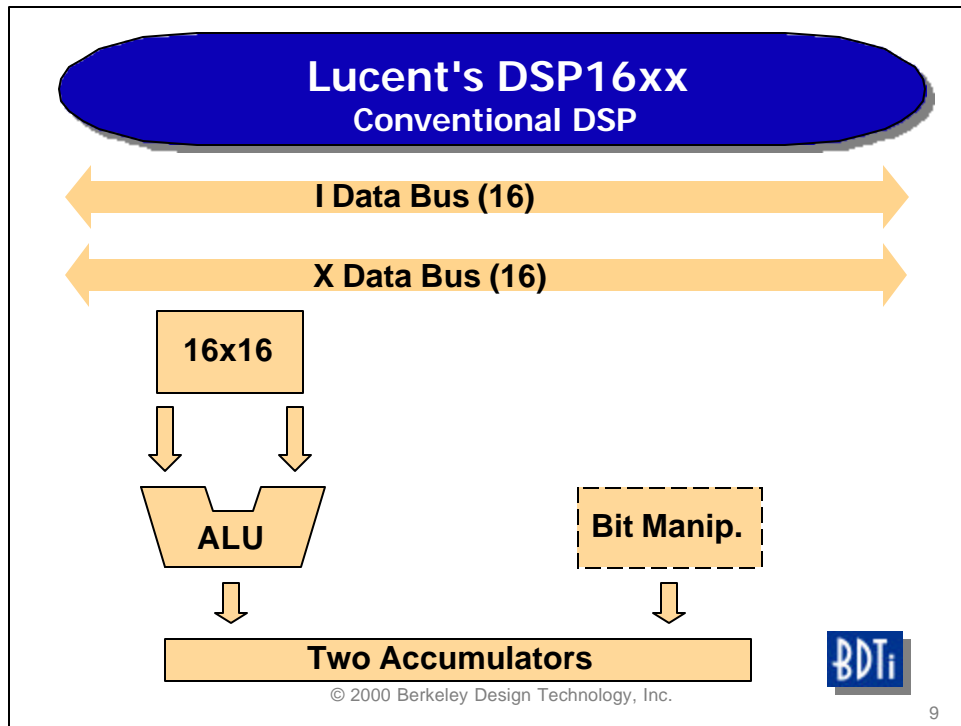 Lucent's DSP16xx
Conventional DSP
I Data Bus (16)
X Data Bus (16)
16x16
ALU
Bit Manip.
Two Accumulators
BDTi
© 2000 Berkeley Design Technology, Inc.
9